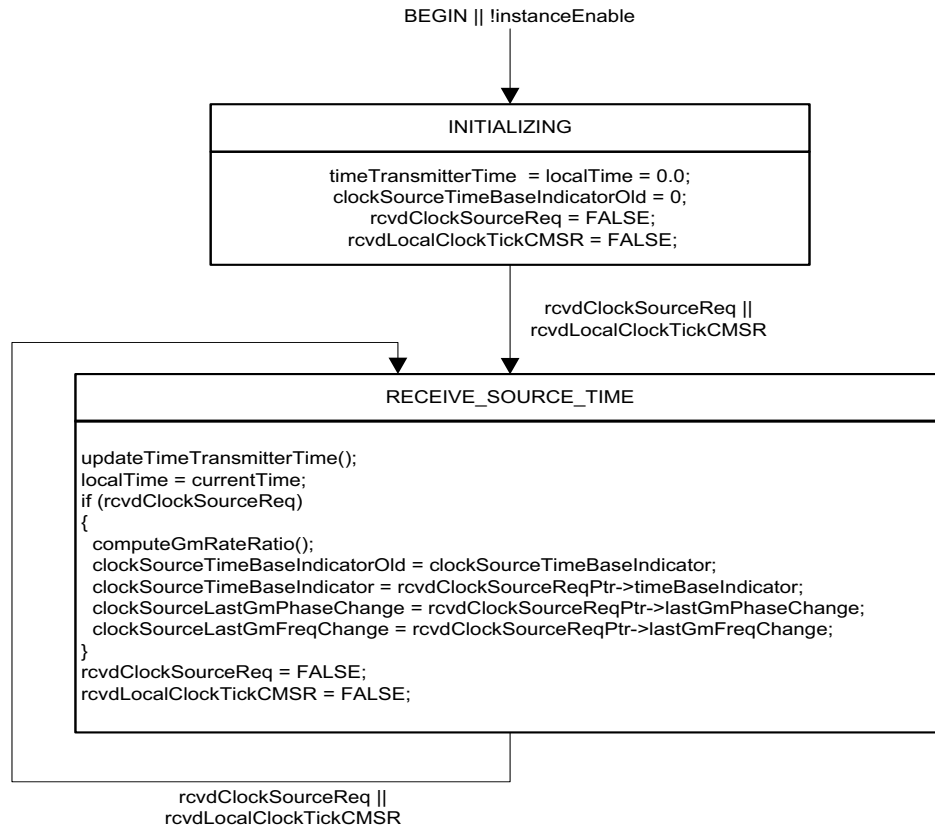 BEGIN || !instanceEnable
INITIALIZING
timeTransmitterTime = localTime = 0.0;
clockSourceTimeBaseIndicatorOld = 0;
rcvdClockSourceReq = FALSE;
rcvdLocalClockTickCMSR = FALSE;
rcvdClockSourceReq ||
rcvdLocalClockTickCMSR
RECEIVE_SOURCE_TIME
updateTimeTransmitterTime();
localTime = currentTime;
if (rcvdClockSourceReq)
{
computeGmRateRatio();
clockSourceTimeBaseIndicatorOld = clockSourceTimeBaseIndicator;
clockSourceTimeBaseIndicator = rcvdClockSourceReqPtr->timeBaseIndicator;
clockSourceLastGmPhaseChange = rcvdClockSourceReqPtr->lastGmPhaseChange;
clockSourceLastGmFreqChange = rcvdClockSourceReqPtr->lastGmFreqChange;
}
rcvdClockSourceReq = FALSE;
rcvdLocalClockTickCMSR = FALSE;
rcvdClockSourceReq ||
rcvdLocalClockTickCMSR